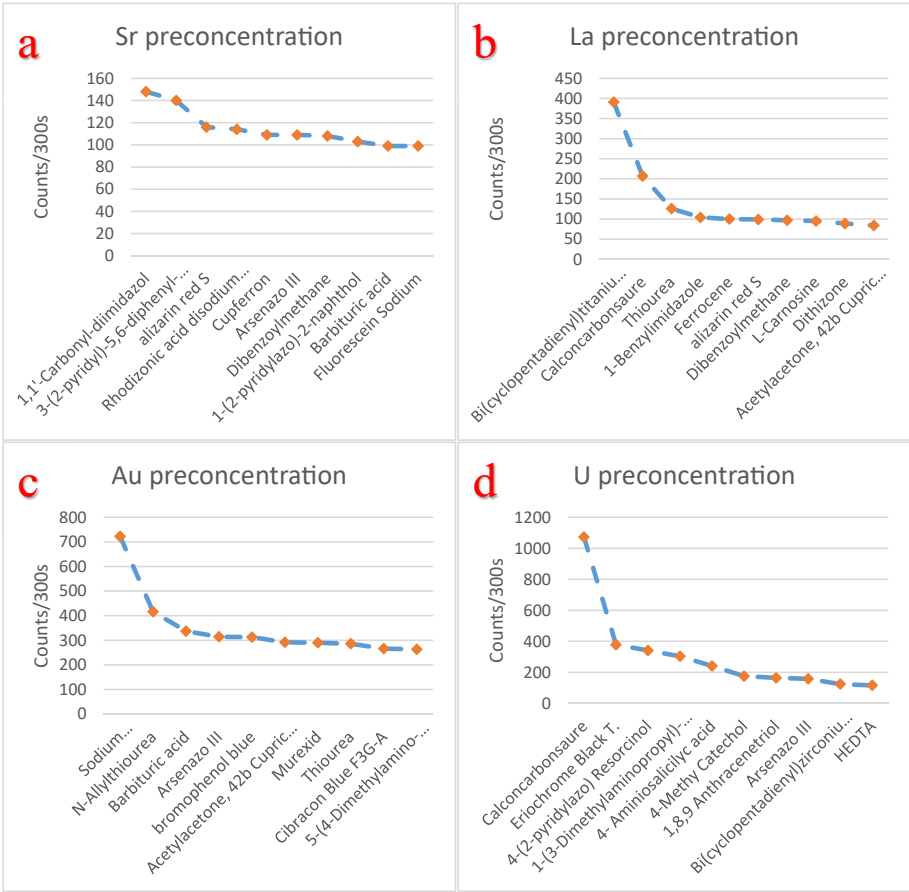 a
Sr preconcentration
Counts/300s
160
140
120
100
80
60
40
20
0
1,1'-Carbonyl-diimidazol
3-(2-pyridyl)-5,6-diphenyl-...
alizarin red S
Rhodizonic acid disodium...
Cupferron
Arsenazo III
Dibenzoylmethane
1-(2-pyridylazo)-2-naphthol
Barbituric acid
Fluorescein Sodium
b
La preconcentration
Counts/300s
450
400
350
300
250
200
150
100
50
0
Bi(cyclopentadienyl)titaniu...
Calconcarbonsaure
Thiourea
1-Benzylimidazole
Ferrocene
alizarin red S
Dibenzoylmethane
L-Carnosine
Dithizone
Acetylacetone, 42b Cupric...
c
Au preconcentration
Counts/300s
800
700
600
500
400
300
200
100
0
Sodium...
N-Allythiourea
Barbituric acid
Arsenazo III
bromophenol blue
Acetylacetone, 42b Cupric...
Murexid
Thiourea
Cibracon Blue F3G-A
5-(4-Dimethylamino-...
d
U preconcentration
Counts/300s
1200
1000
800
600
400
200
0
Calconcarbonsaure
Eriochrome Black T.
4-(2-pyridylazo) Resorcinol
1-(3-Dimethylaminopropyl)-...
4- Aminiosalicilyc acid
4-Methy Catechol
1,8,9 Anthracenetriol
Arsenazo III
Bi(cyclopentadienyl)zirconiu...
HEDTA